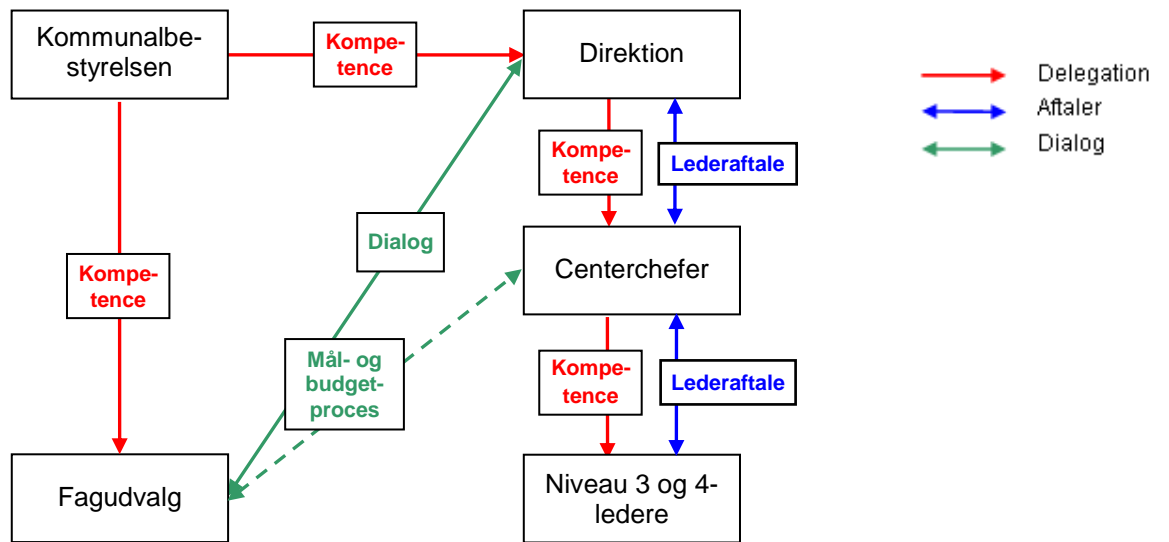 Kommunalbe-
styrelsen
Kompe-
tence
Direktion
Delegation
Aftaler
Dialog
Kompe-
tence
Lederaftale
Dialog
Kompe-
tence
Centerchefer
Mål- og
budget-
proces
Kompe-
tence
Lederaftale
Fagudvalg
Niveau 3 og 4-
ledere